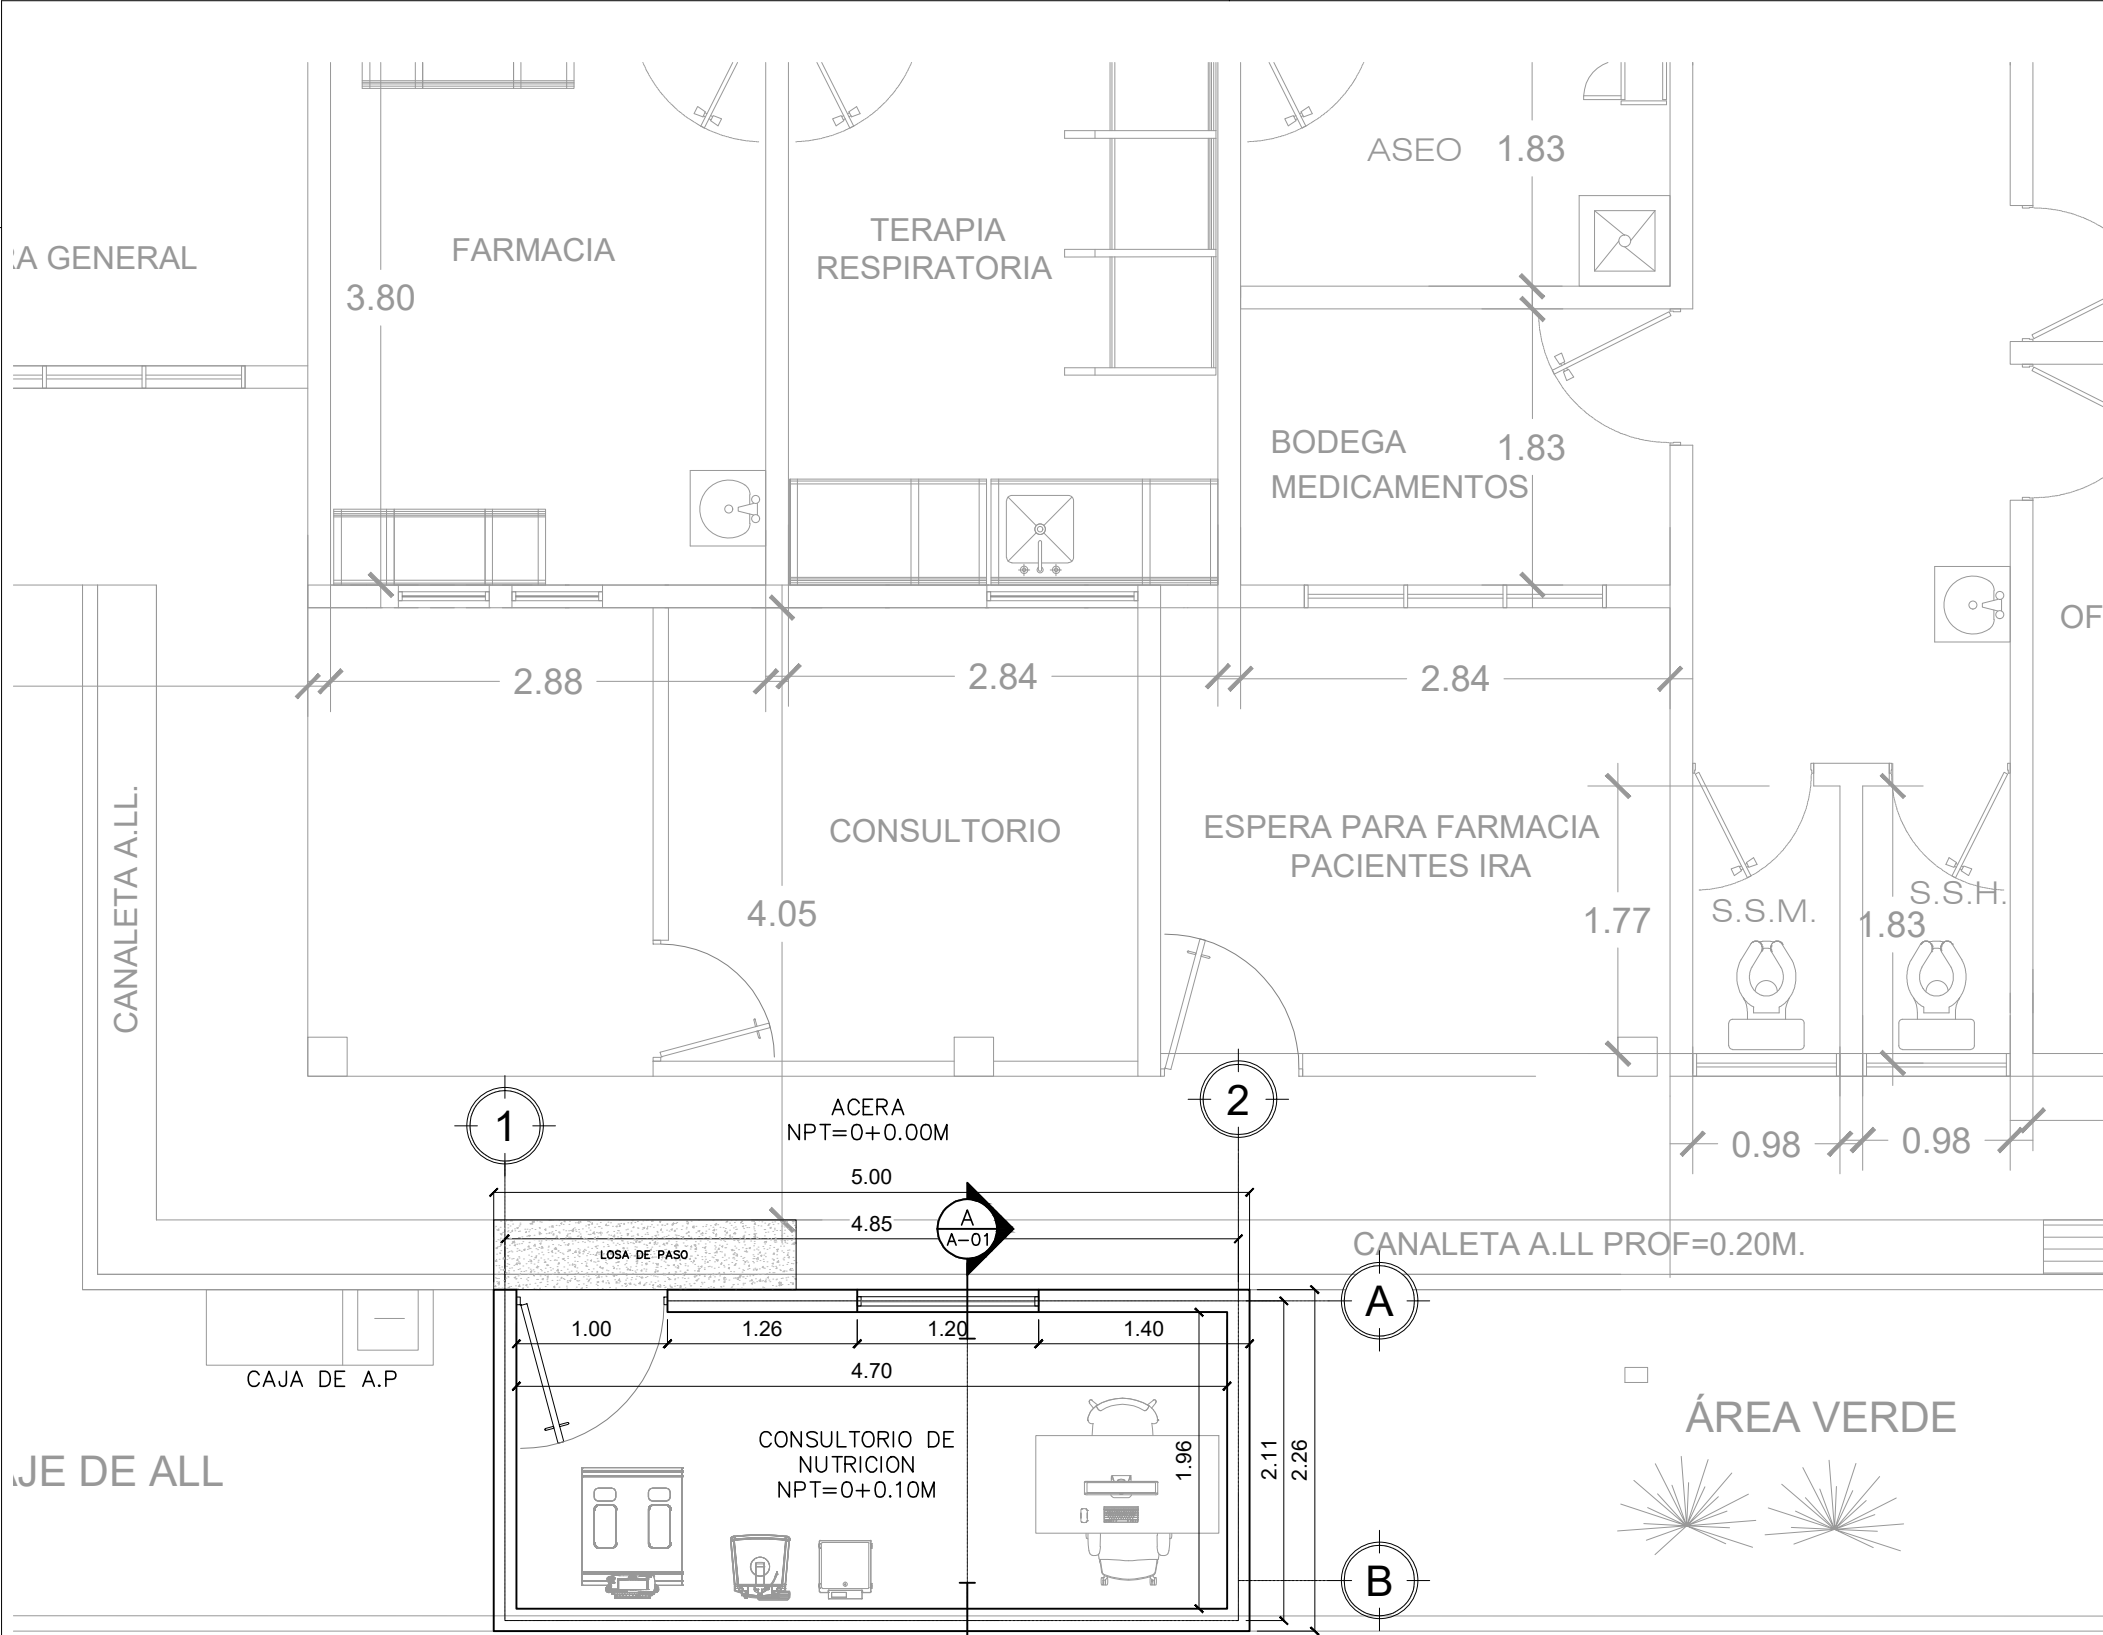 ASEO
1.83
RA GENERAL
FARMACIA
TERAPIA
RESPIRATORIA
3.80
BODEGA
MEDICAMENTOS
1.83
OF
2.88
2.84
2.84
CANALETA A.LL.
CONSULTORIO
ESPERA PARA FARMACIA
PACIENTES IRA
4.05
1.77
S.S.M.
1.83
S.S.H.
1
ACERA
NPT=0+0.00M
2
0.98
0.98
5.00
4.85
A
A-01
LOSA DE PASO
CANALETA A.LL PROF=0.20M.
A
1.00
1.26
1.20
1.40
4.70
CAJA DE A.P
ÁREA VERDE
CONSULTORIO DE
NUTRICION
NPT=0+0.10M
1.96
2.11
2.26
JE DE ALL
B